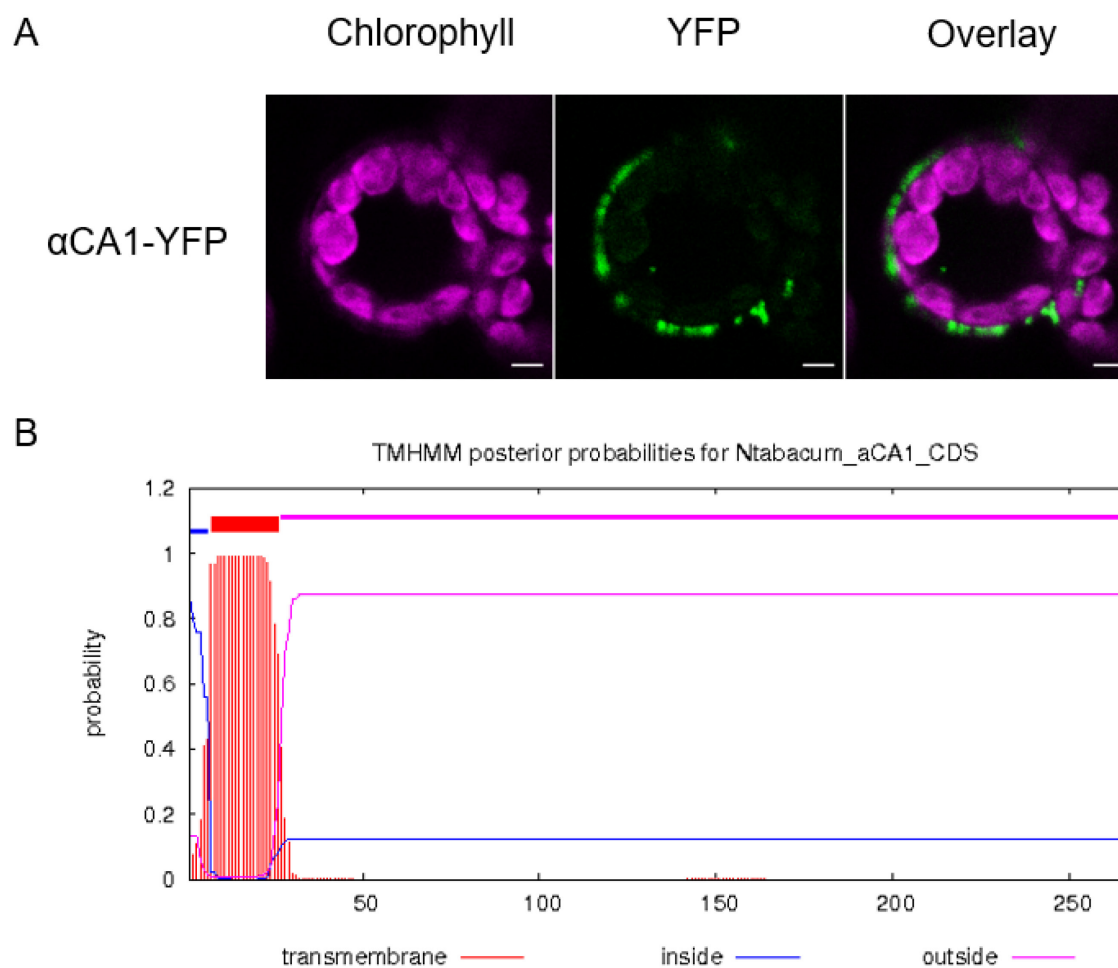 A
Chlorophyll YFP Overlay
αCA1-YFP
B
TMHMM posterior probabilities for Ntabacum_aCA1_CDS
1.2
1
0.8
0.6
0.4
0.2
0
probability
50 100 150 200 250
transmembrane inside outside